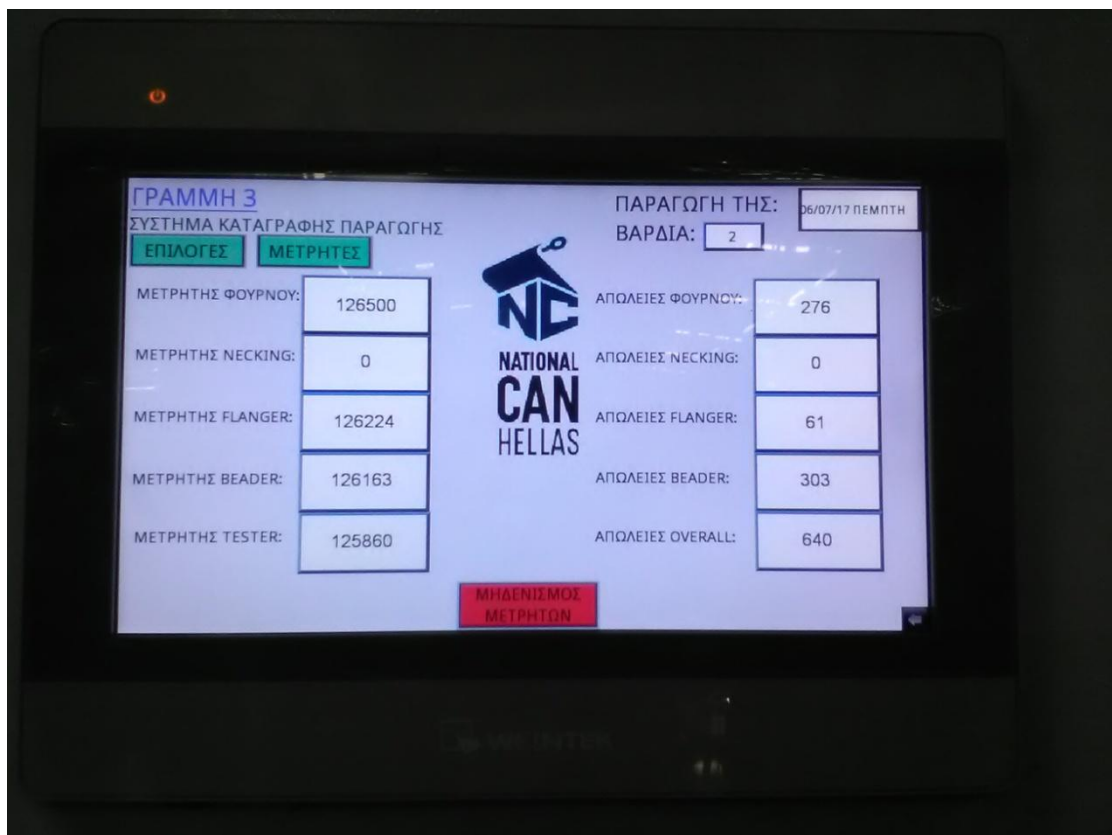 ΓΡΑΜΜΗ 3
ΣΥΣΤΗΜΑ ΚΑΤΑΓΡΑΦΗΣ ΠΑΡΑΓΩΓΗΣ
ΕΠΙΛΟΓΕΣ ΜΕΤΡΗΤΕΣ
ΠΑΡΑΓΩΓΗ ΤΗΣ: 06/07/17 ΠΕΜΠΤΗ
ΒΑΡΔΙΑ: 2
ΜΕΤΡΗΤΗΣ ΦΟΥΡΝΟΥ: 126500
ΜΕΤΡΗΤΗΣ NECKING: 0
ΜΕΤΡΗΤΗΣ FLANGER: 126224
ΜΕΤΡΗΤΗΣ BEADER: 126163
ΜΕΤΡΗΤΗΣ TESTER: 125860
NC
NATIONAL
CAN
HELLAS
ΑΠΩΛΕΙΕΣ ΦΟΥΡΝΟΥ: 276
ΑΠΩΛΕΙΕΣ NECKING: 0
ΑΠΩΛΕΙΕΣ FLANGER: 61
ΑΠΩΛΕΙΕΣ BEADER: 303
ΑΠΩΛΕΙΕΣ OVERALL: 640
ΜΗΔΕΝΙΣΜΟΣ
ΜΕΤΡΗΤΩΝ
WEINTEK